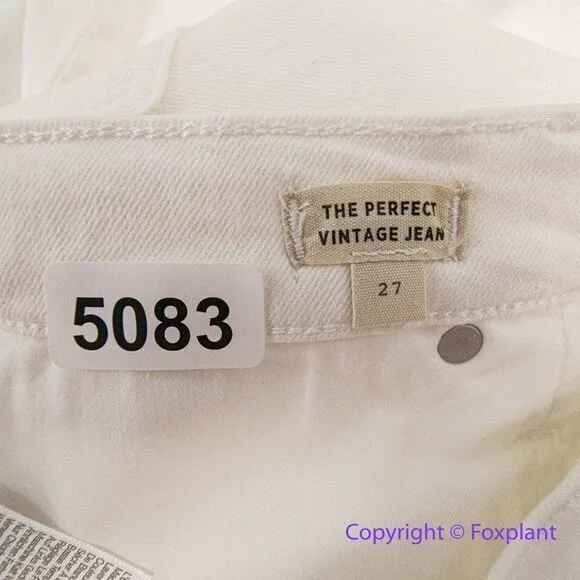 THE PERFECT
VINTAGE JEAN
27
5083
Copyright © Foxplant